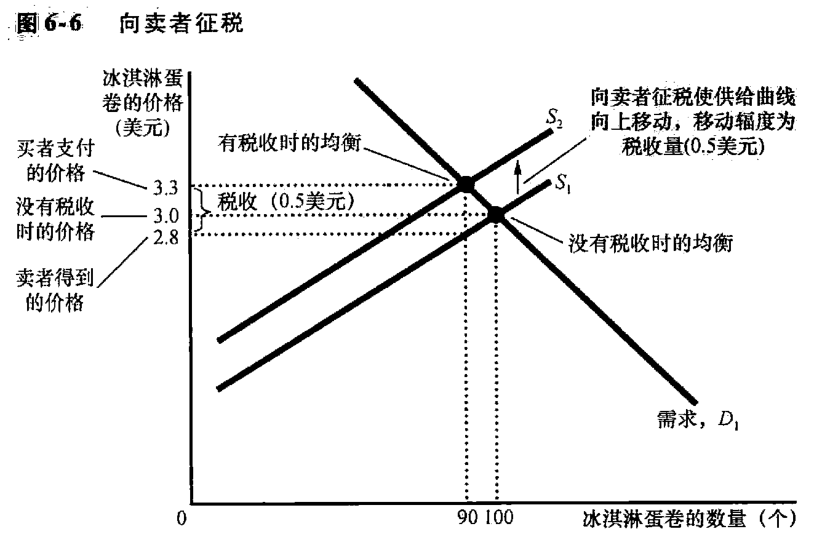 图 6-6 向卖者征税
冰淇淋蛋
卷的价格
(美元)
买者支付
的价格
没有税收
时的价格
卖者得到
的价格
3.3
3.0
2.8
有税收时的均衡
税收（0.5美元）
S₂
S₁
向卖者征税使供给曲线
向上移动，移动幅度为
税收量(0.5美元)
没有税收时的均衡
需求，D₁
0
90 100
冰淇淋蛋卷的数量（个）